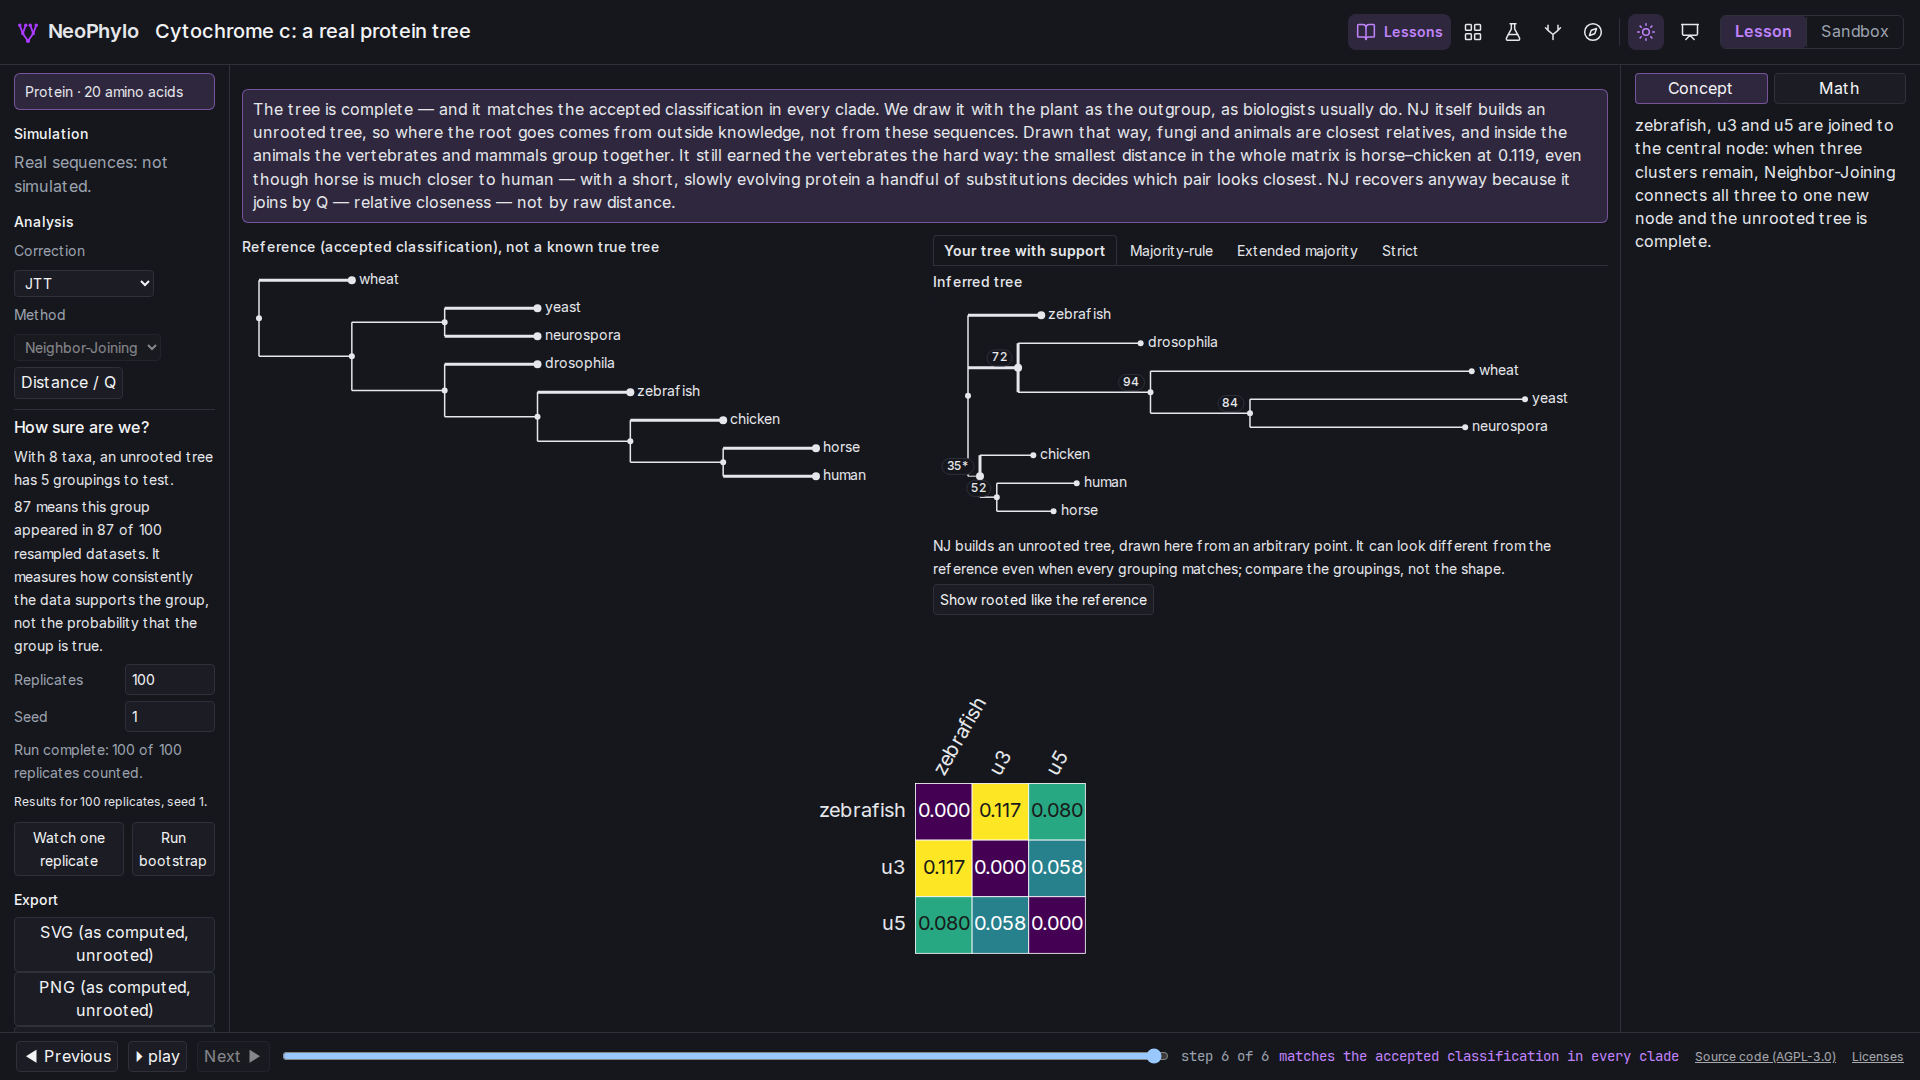 NeoPhylo
Cytochrome c: a real protein tree
Lessons
Lesson
Sandbox
Protein · 20 amino acids
Simulation
Real sequences: not
simulated.
Analysis
Correction
JTT
Method
Neighbor-Joining
Distance / Q
How sure are we?
With 8 taxa, an unrooted tree
has 5 groupings to test.
87 means this group
appeared in 87 of 100
resampled datasets. It
measures how consistently
the data supports the group,
not the probability that the
group is true.
Replicates
100
Seed
1
Run complete: 100 of 100
replicates counted.
Results for 100 replicates, seed 1.
Watch one
replicate
Run
bootstrap
Export
SVG (as computed,
unrooted)
PNG (as computed,
unrooted)
The tree is complete — and it matches the accepted classification in every clade. We draw it with the plant as the outgroup, as biologists usually do. NJ itself builds an
unrooted tree, so where the root goes comes from outside knowledge, not from these sequences. Drawn that way, fungi and animals are closest relatives, and inside the
animals the vertebrates and mammals group together. It still earned the vertebrates the hard way: the smallest distance in the whole matrix is horse–chicken at 0.119, even
though horse is much closer to human — with a short, slowly evolving protein a handful of substitutions decides which pair looks closest. NJ recovers anyway because it
joins by Q — relative closeness — not by raw distance.
Reference (accepted classification), not a known true tree
wheat
yeast
neurospora
drosophila
zebrafish
chicken
horse
human
Your tree with support
Majority-rule
Extended majority
Strict
Inferred tree
zebrafish
drosophila
72
wheat
94
yeast
84
neurospora
chicken
35*
human
52
horse
NJ builds an unrooted tree, drawn here from an arbitrary point. It can look different from the
reference even when every grouping matches; compare the groupings, not the shape.
Show rooted like the reference
zebrafish
u3
u5
zebrafish 0.000 0.117 0.080
u3 0.117 0.000 0.058
u5 0.080 0.058 0.000
Concept
Math
zebrafish, u3 and u5 are joined to
the central node: when three
clusters remain, Neighbor-Joining
connects all three to one new
node and the unrooted tree is
complete.
Previous
play
Next
step 6 of 6
matches the accepted classification in every clade
Source code (AGPL-3.0)
Licenses